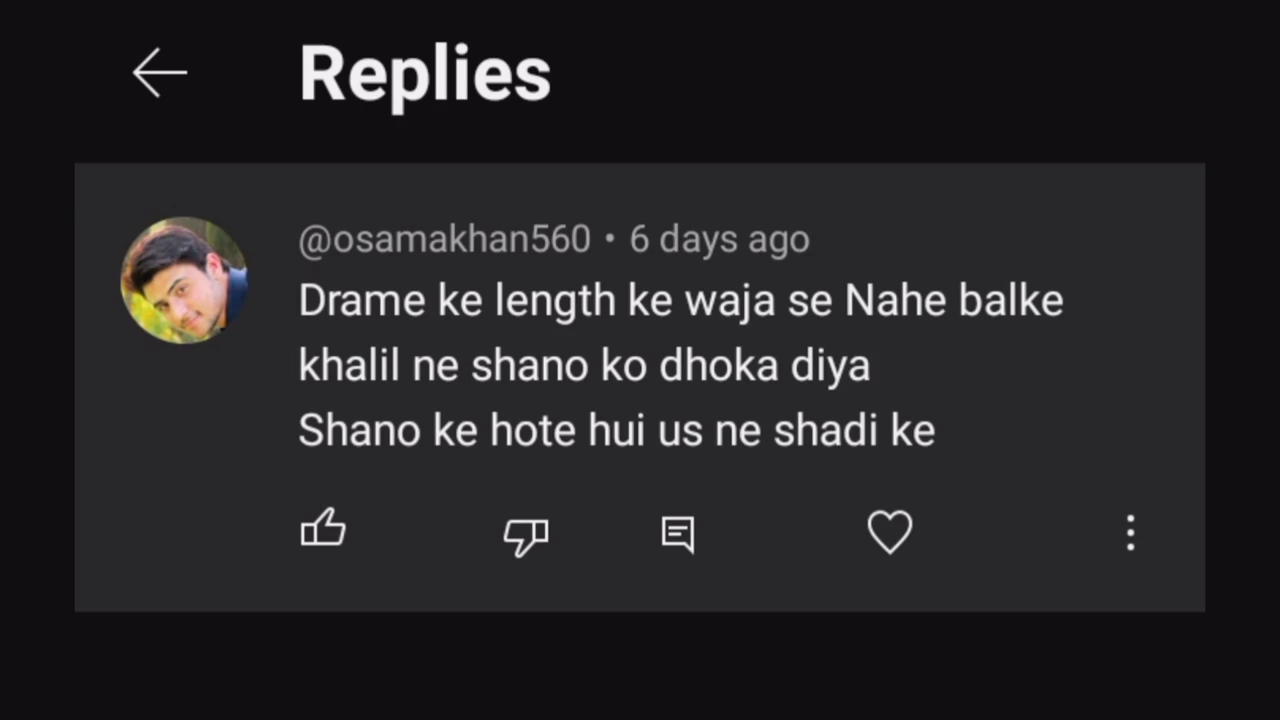 Replies
@osamakhan560 • 6 days ago
Drame ke length ke waja se Nahe balke
khalil ne shano ko dhoka diya
Shano ke hote hui us ne shadi ke